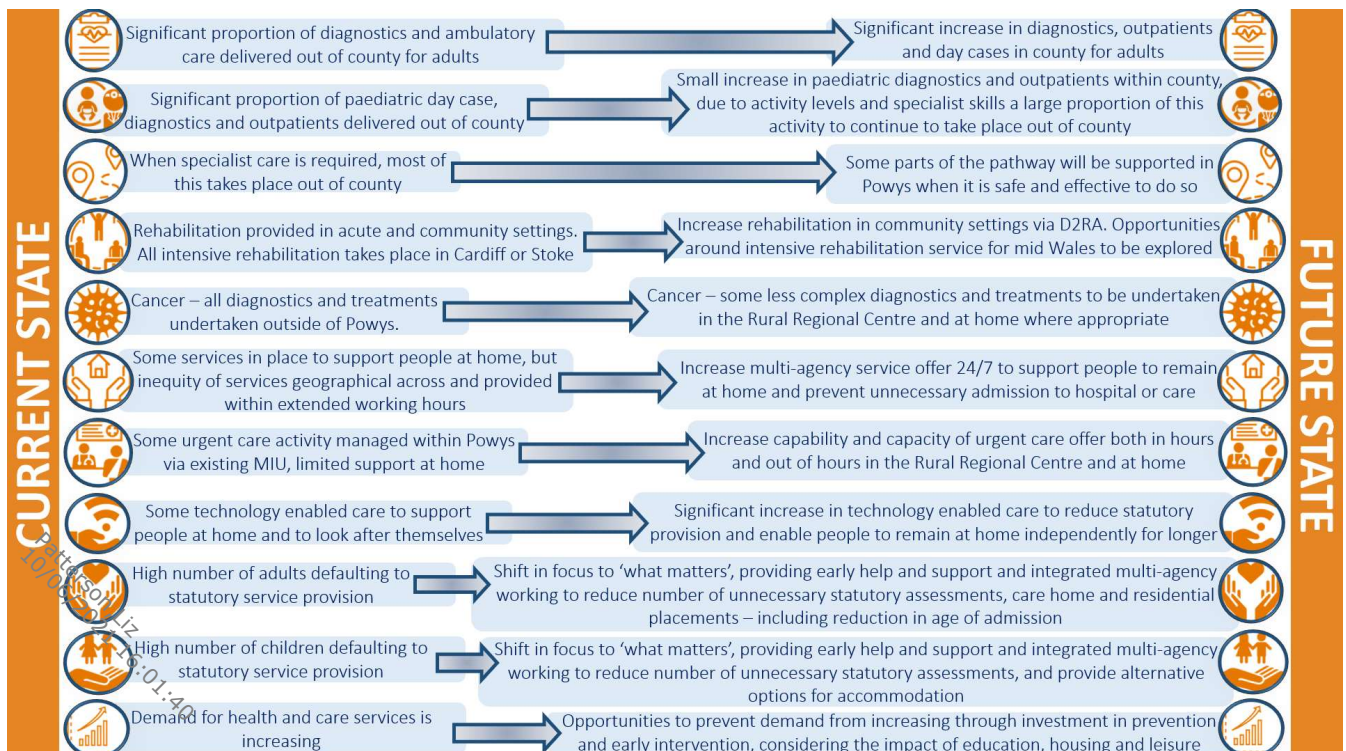 CURRENT STATE
Significant proportion of diagnostics and ambulatory
care delivered out of county for adults
Significant increase in diagnostics, outpatients
and day cases in county for adults
Significant proportion of paediatric day case,
diagnostics and outpatients delivered out of county
Small increase in paediatric diagnostics and outpatients within county,
due to activity levels and specialist skills a large proportion of this
activity to continue to take place out of county
When specialist care is required, most of
this takes place out of county
Some parts of the pathway will be supported in
Powys when it is safe and effective to do so
Rehabilitation provided in acute and community settings.
All intensive rehabilitation takes place in Cardiff or Stoke
Increase rehabilitation in community settings via D2RA. Opportunities
around intensive rehabilitation service for mid Wales to be explored
Cancer – all diagnostics and treatments
undertaken outside of Powys.
Cancer – some less complex diagnostics and treatments to be undertaken
in the Rural Regional Centre and at home where appropriate
Some services in place to support people at home, but
inequity of services geographical across and provided
within extended working hours
Increase multi-agency service offer 24/7 to support people to remain
at home and prevent unnecessary admission to hospital or care
Some urgent care activity managed within Powys
via existing MIU, limited support at home
Increase capability and capacity of urgent care offer both in hours
and out of hours in the Rural Regional Centre and at home
Some technology enabled care to support
people at home and to look after themselves
Significant increase in technology enabled care to reduce statutory
provision and enable people to remain at home independently for longer
High number of adults defaulting to
statutory service provision
Shift in focus to ‘what matters’, providing early help and support and integrated multi-agency
working to reduce number of unnecessary statutory assessments, care home and residential
placements – including reduction in age of admission
High number of children defaulting to
statutory service provision
Shift in focus to ‘what matters’, providing early help and support and integrated multi-agency
working to reduce number of unnecessary statutory assessments, and provide alternative
options for accommodation
Demand for health and care services is
increasing
Opportunities to prevent demand from increasing through investment in prevention
and early intervention, considering the impact of education, housing and leisure
FUTURE STATE
Patterson, Liz
16:01:40